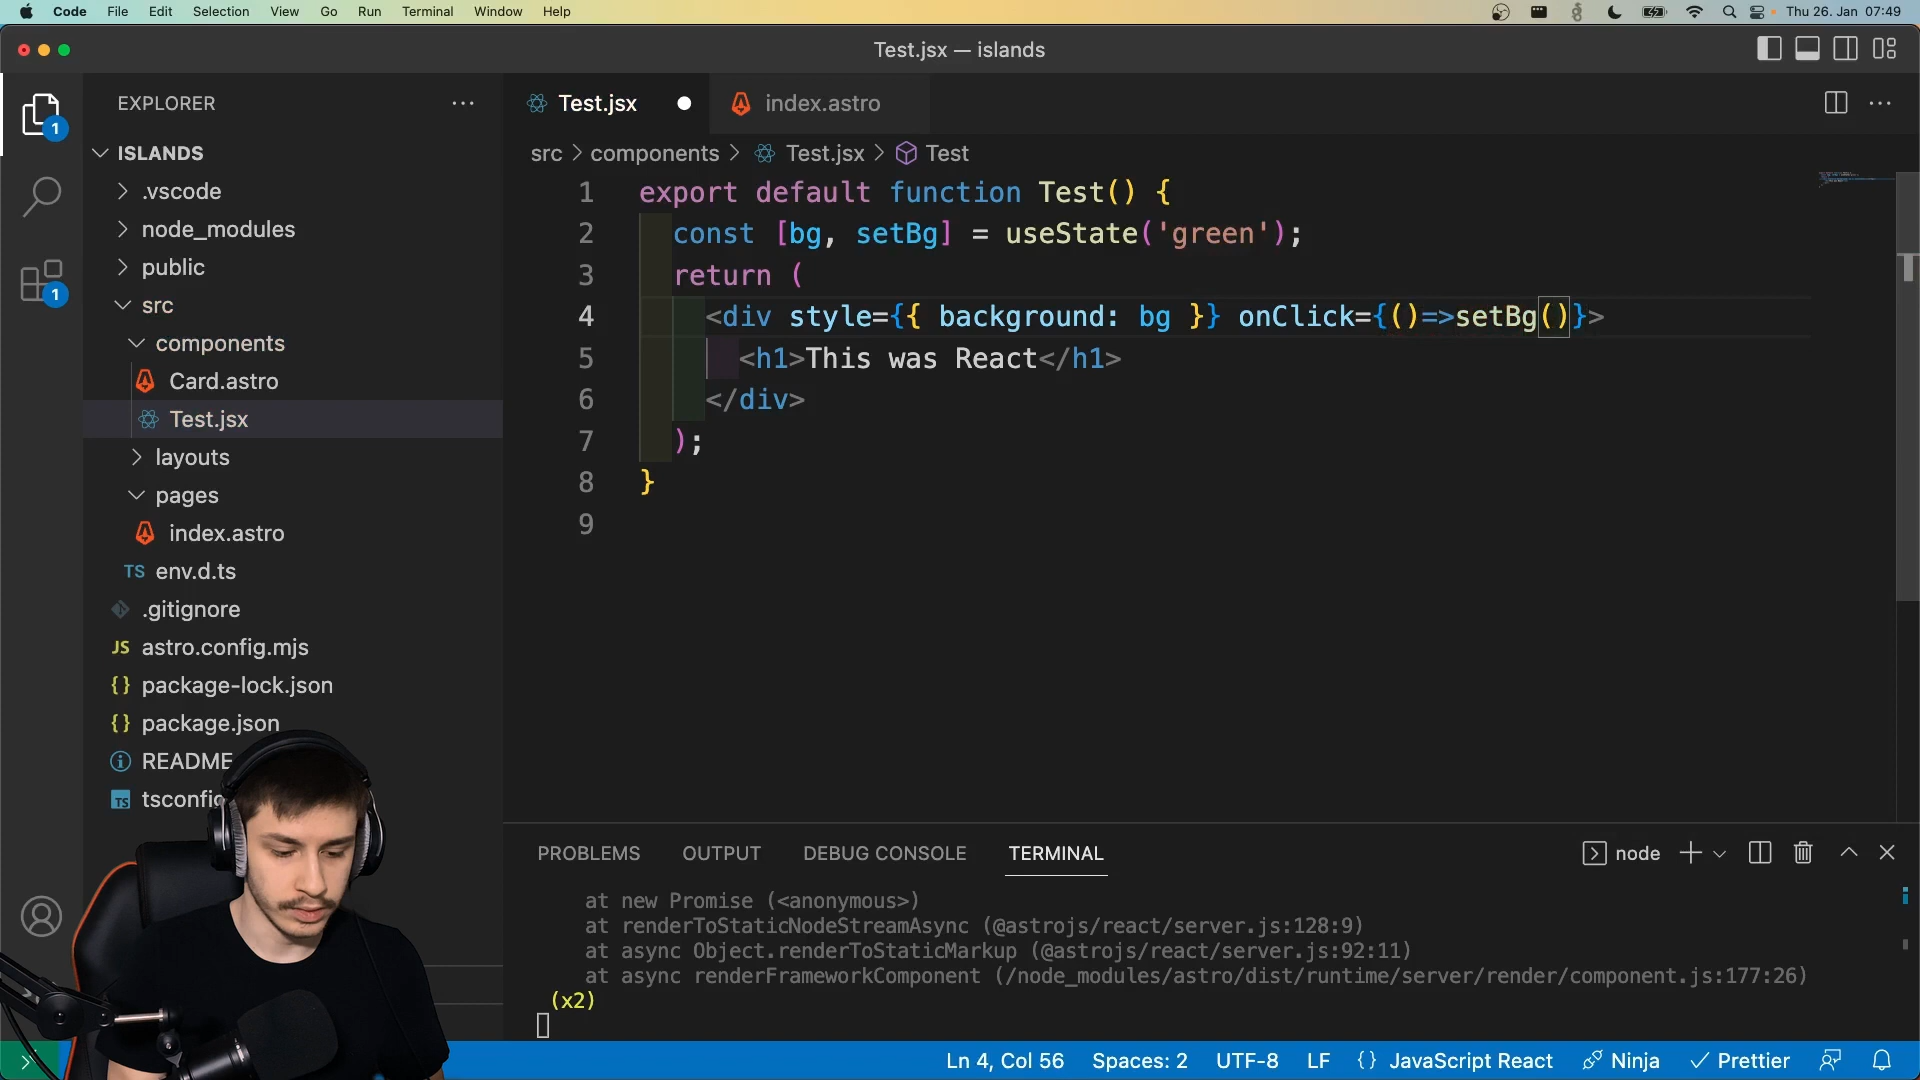 Code File Edit Selection View Go Run Terminal Window Help Thu 26. Jan 07:49
Test.jsx — islands
EXPLORER
ISLANDS
.vscode
node_modules
public
src
components
Card.astro
Test.jsx
layouts
pages
index.astro
TS env.d.ts
.gitignore
JS astro.config.mjs
{} package-lock.json
{} package.json
README
TS tsconfig
1
1
Test.jsx index.astro
src > components > Test.jsx > Test
1 export default function Test() {
2 const [bg, setBg] = useState('green');
3 return (
4 <div style={{ background: bg }} onClick={()=>setBg()}>
5 <h1>This was React</h1>
6 </div>
7 );
8 }
9
PROBLEMS OUTPUT DEBUG CONSOLE TERMINAL node
at new Promise (<anonymous>)
at renderToStaticNodeStreamAsync (@astrojs/react/server.js:128:9)
at async Object.renderToStaticMarkup (@astrojs/react/server.js:92:11)
at async renderFrameworkComponent (/node_modules/astro/dist/runtime/server/render/component.js:177:26)
(x2)
Ln 4, Col 56 Spaces: 2 UTF-8 LF {} JavaScript React Ninja Prettier